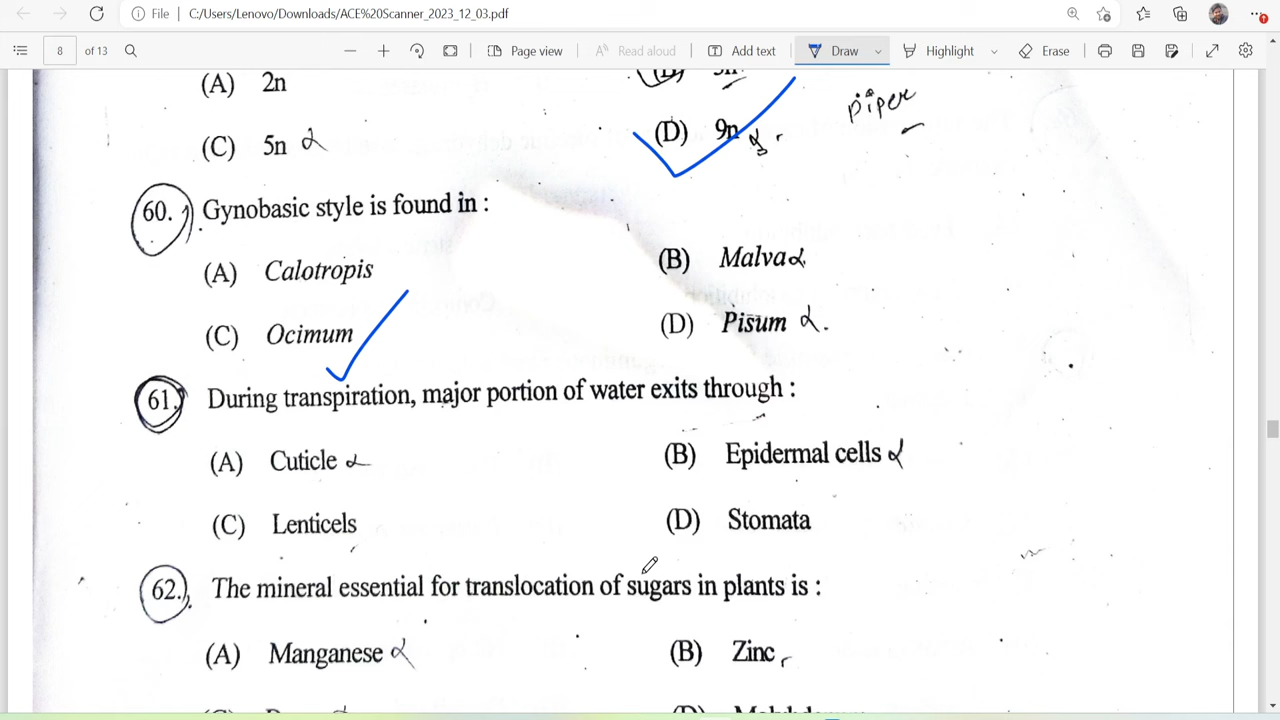 File | C:/Users/Lenovo/Downloads/ACE%20Scanner_2023_12_03.pdf
8 of 13 Page view Read aloud Add text Draw Highlight Erase
(A) 2n
(C) 5n
(D) 9n
piper
60. Gynobasic style is found in :
(A) Calotropis (B) Malva
(C) Ocimum (D) Pisum
61. During transpiration, major portion of water exits through :
(A) Cuticle (B) Epidermal cells
(C) Lenticels (D) Stomata
62. The mineral essential for translocation of sugars in plants is :
(A) Manganese (B) Zinc